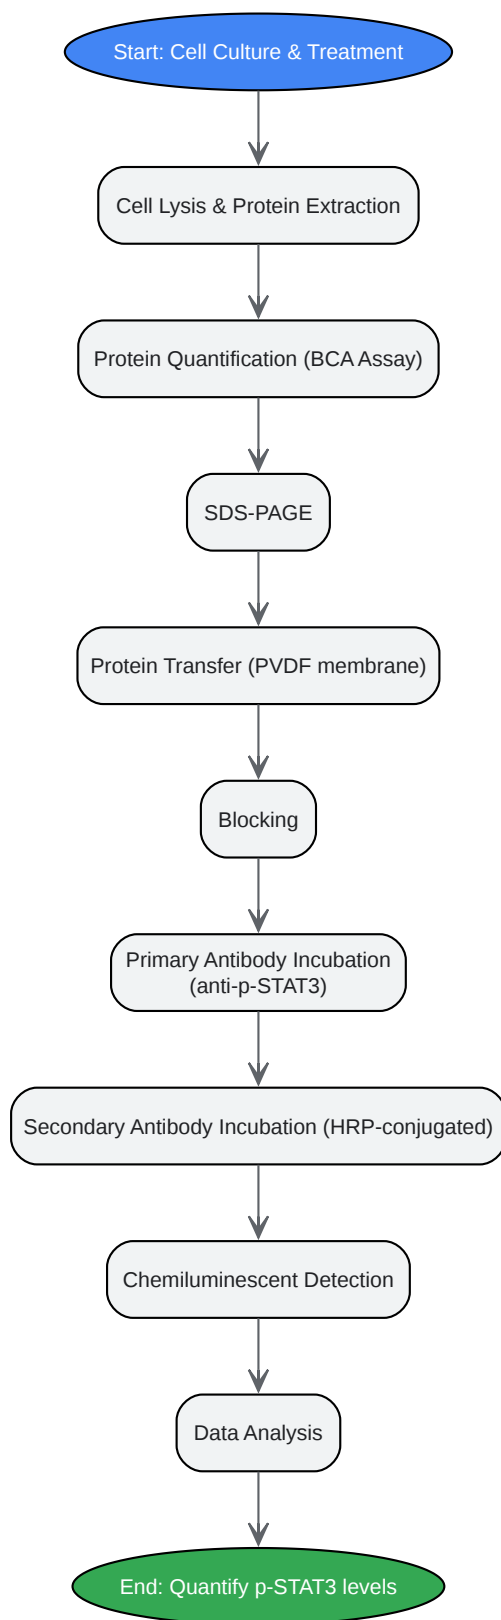 Start: Cell Culture & Treatment
Cell Lysis & Protein Extraction
Protein Quantification (BCA Assay)
SDS-PAGE
Protein Transfer (PVDF membrane)
Blocking
Primary Antibody Incubation
(anti-p-STAT3)
Secondary Antibody Incubation (HRP-conjugated)
Chemiluminescent Detection
Data Analysis
End: Quantify p-STAT3 levels